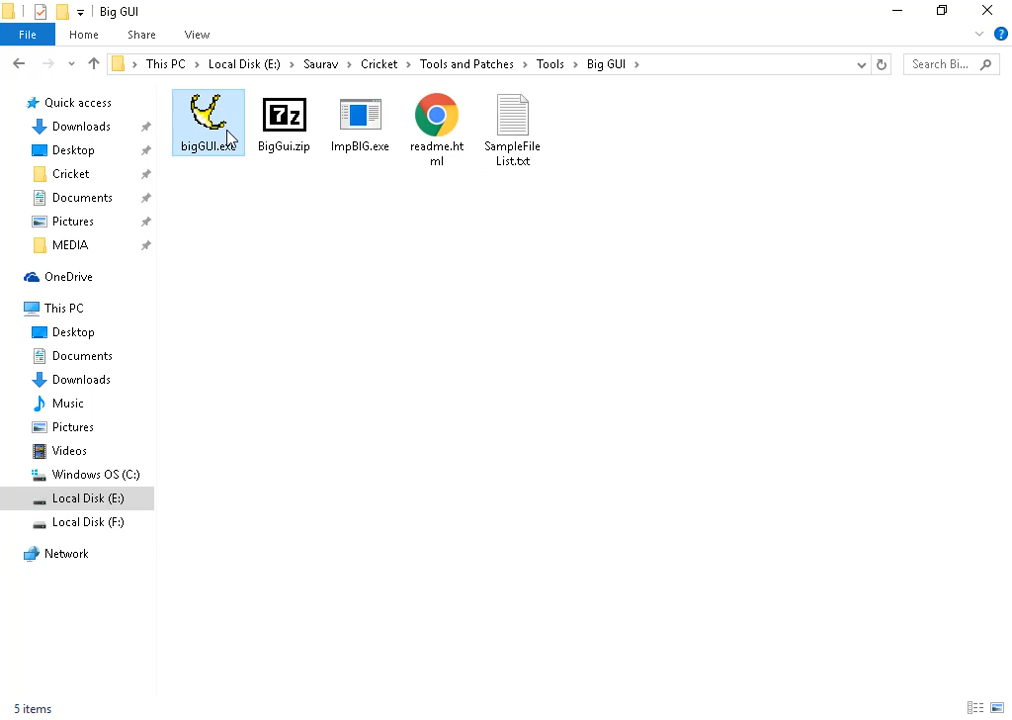 Big GUI
File Home Share View
This PC Local Disk (E:) Saurav Cricket Tools and Patches Tools Big GUI
Search Bi...
Quick access
Downloads
Desktop
Cricket
Documents
Pictures
MEDIA
OneDrive
This PC
Desktop
Documents
Downloads
Music
Pictures
Videos
Windows OS (C:)
Local Disk (E:)
Local Disk (F:)
Network
7z
bigGUI.exe
BigGui.zip
ImpBIG.exe
readme.ht
ml
SampleFile
List.txt
5 items